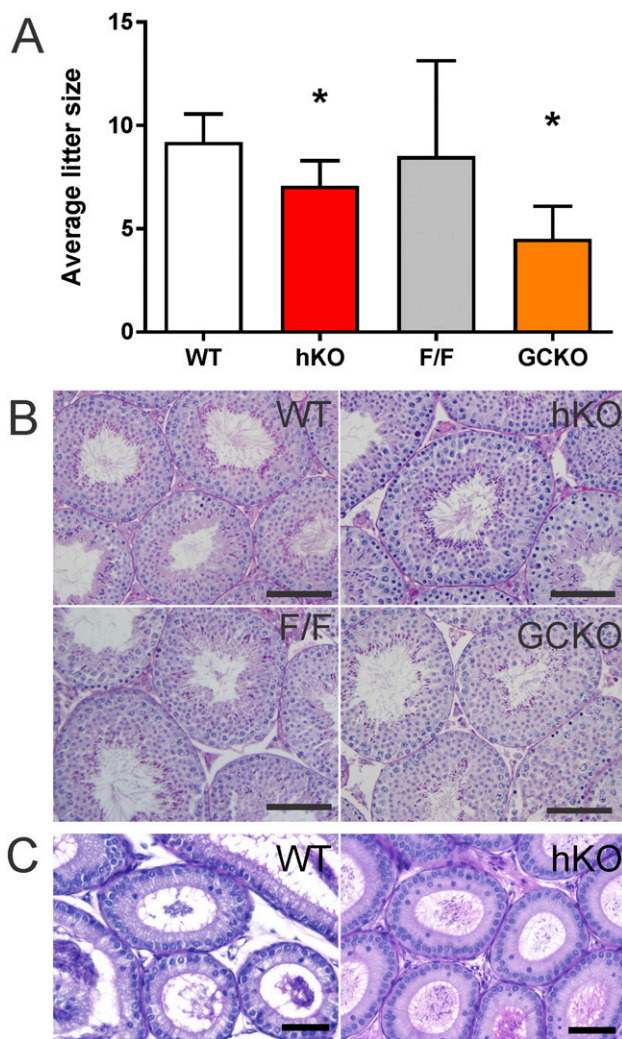 A
Average litter size
15
10
5
0
*
*
WT
hKO
F/F
GCKO
B
WT
hKO
F/F
GCKO
C
WT
hKO